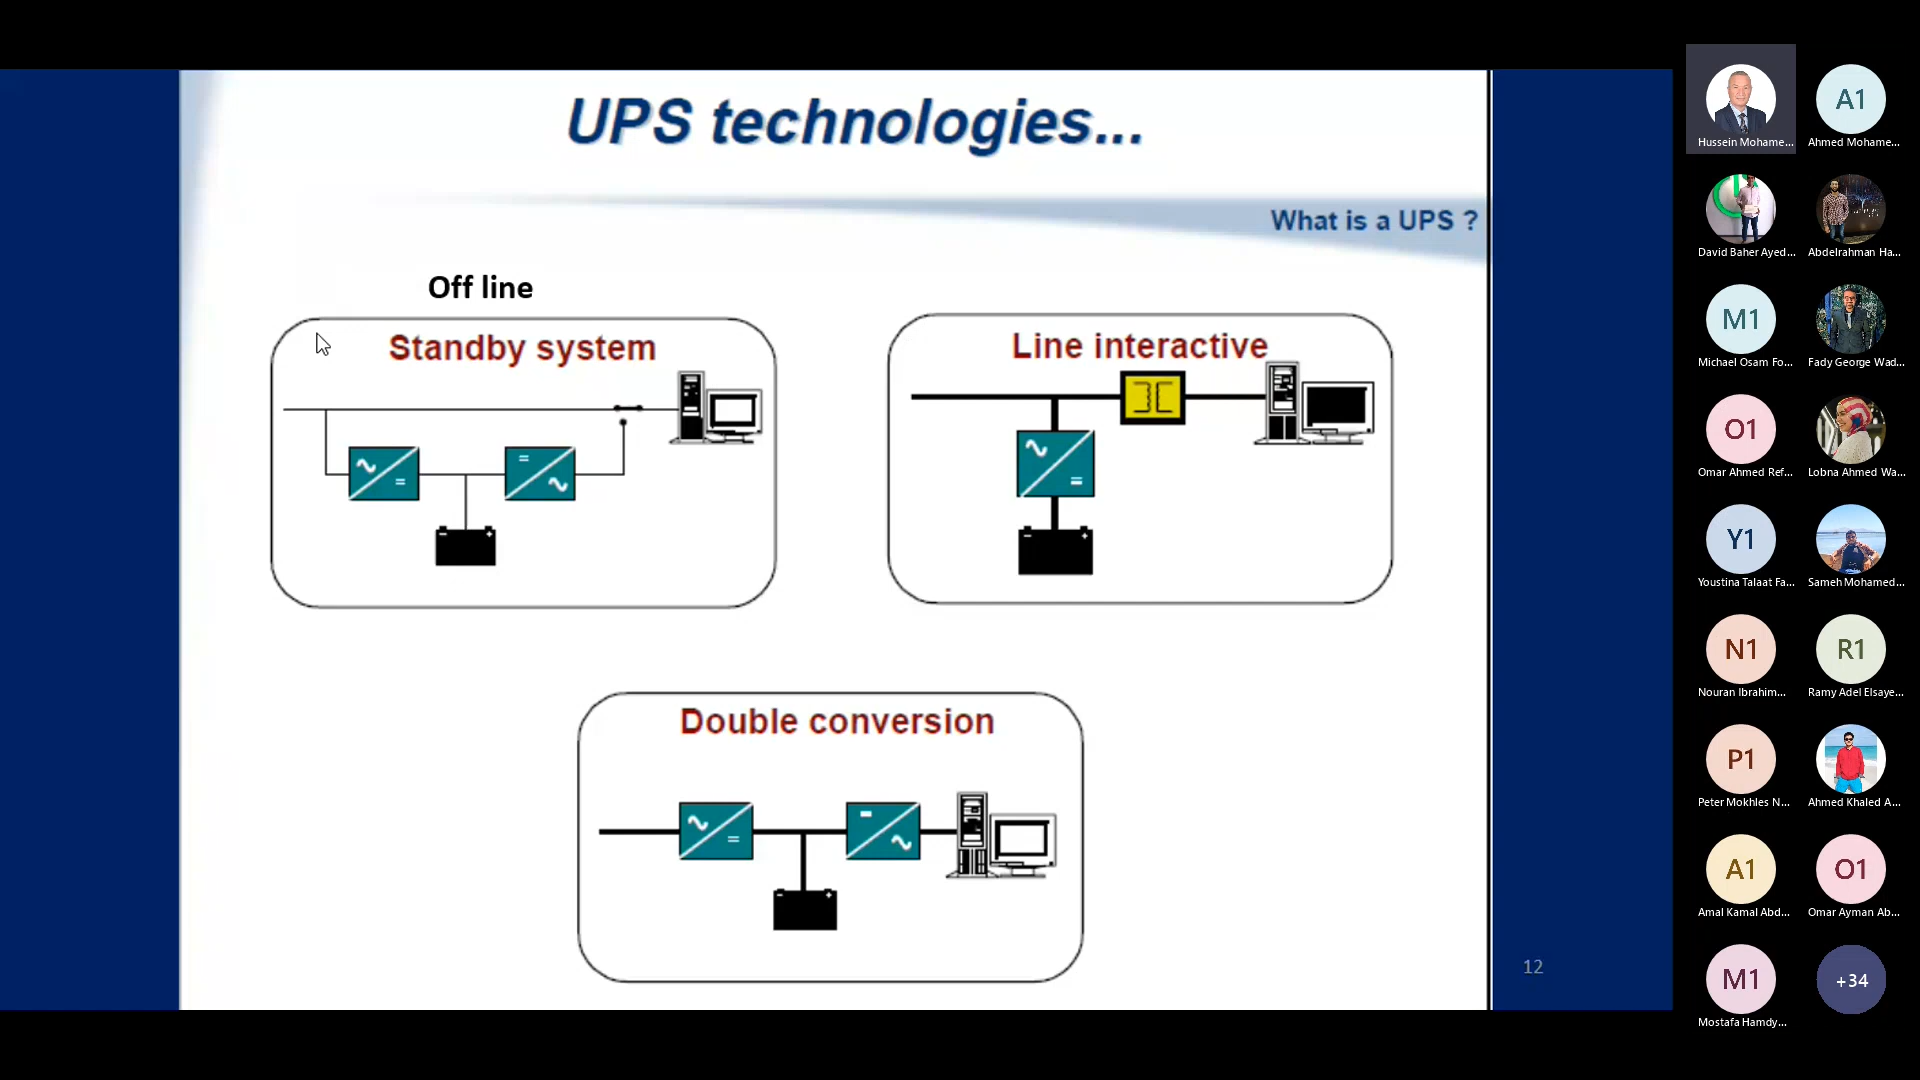 UPS technologies...
What is a UPS ?
Off line
Standby system
Line interactive
Double conversion
12
Hussein Mohame...
A1
Ahmed Mohame...
David Baher Ayed...
Abdelrahman Ha...
M1
Michael Osam Fo...
Fady George Wad...
O1
Omar Ahmed Ref...
Lobna Ahmed Wa...
Y1
Youstina Talaat Fa...
Sameh Mohamed...
N1
Nouran Ibrahim...
R1
Ramy Adel Elsaye...
P1
Peter Mokhles N...
Ahmed Khaled A...
A1
Amal Kamal Abd...
O1
Omar Ayman Ab...
M1
Mostafa Hamdy...
+34